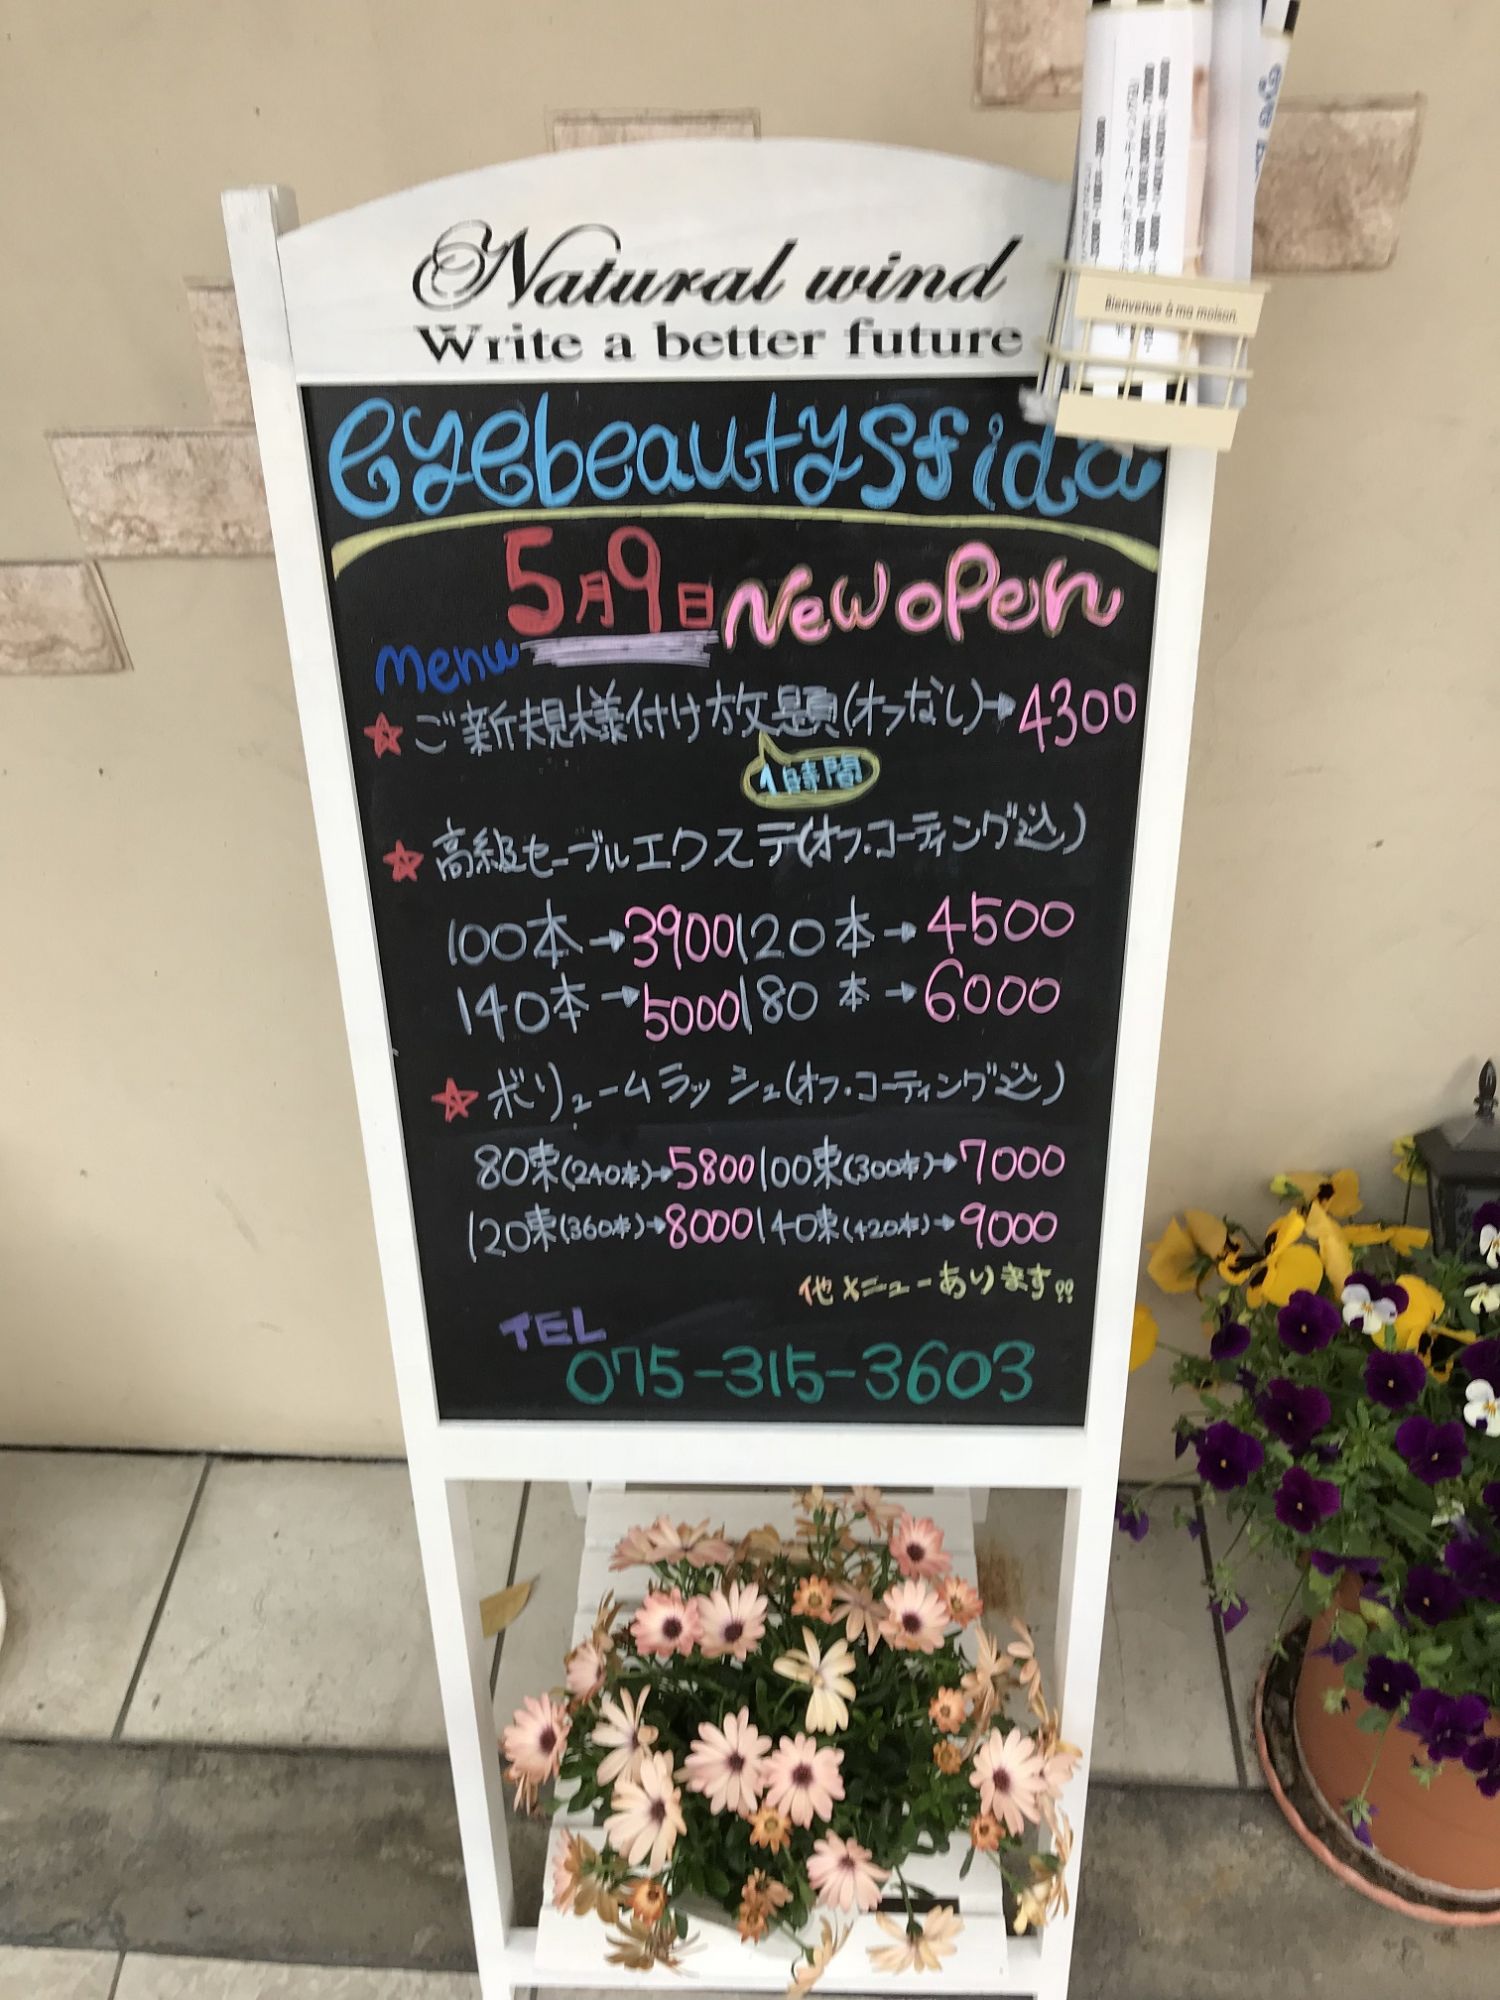 Natural wind
Write a better future
Bienvenue à ma maison.
eyebeautysfida
5月9日 New open
menu
☆ご新規様付け放題(オフなし)→4300
1時間
☆高級セーブルエクステ(オフ・コーティング込)
100本→3900 120本→4500
140本→5000 180本→6000
☆ボリュームラッシュ(オフ・コーティング込)
80束(240本)→5800 100束(300本)→7000
120束(360本)→8000 140束(420本)→9000
他メニューあります!!
TEL
075-315-3603